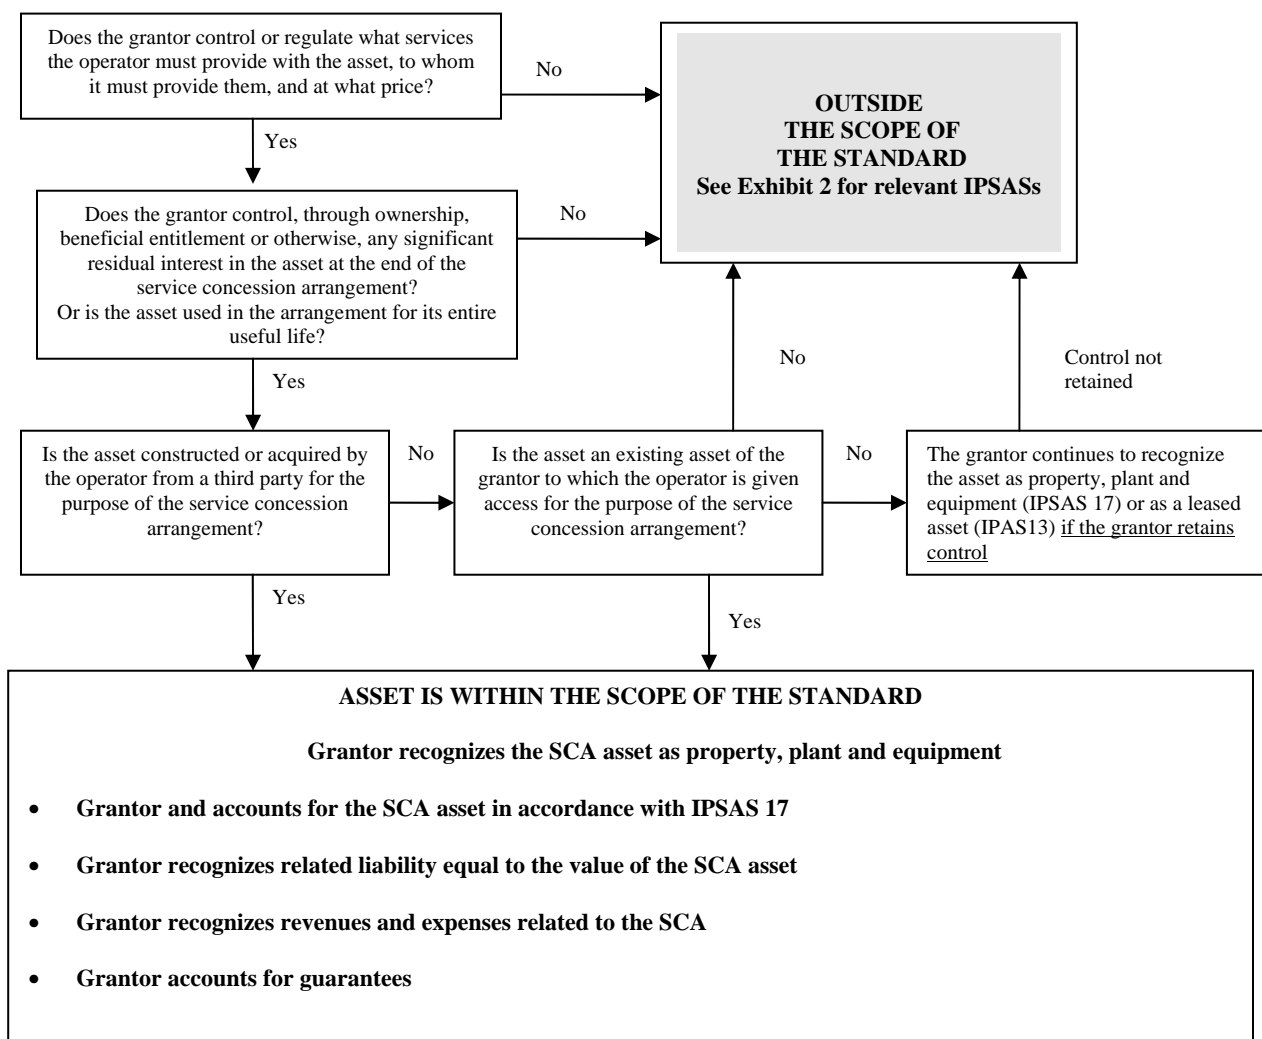 Does the grantor control or regulate what services
the operator must provide with the asset, to whom
it must provide them, and at what price?
No
OUTSIDE
THE SCOPE OF
THE STANDARD
See Exhibit 2 for relevant IPSASs
Yes
Does the grantor control, through ownership,
beneficial entitlement or otherwise, any significant
residual interest in the asset at the end of the
service concession arrangement?
Or is the asset used in the arrangement for its entire
useful life?
No
No
Control not
retained
Yes
Is the asset constructed or acquired by
the operator from a third party for the
purpose of the service concession
arrangement?
No
Is the asset an existing asset of the
grantor to which the operator is given
access for the purpose of the service
concession arrangement?
No
The grantor continues to recognize
the asset as property, plant and
equipment (IPSAS 17) or as a leased
asset (IPAS13) if the grantor retains
control
Yes
Yes
ASSET IS WITHIN THE SCOPE OF THE STANDARD
Grantor recognizes the SCA asset as property, plant and equipment
• Grantor and accounts for the SCA asset in accordance with IPSAS 17
• Grantor recognizes related liability equal to the value of the SCA asset
• Grantor recognizes revenues and expenses related to the SCA
• Grantor accounts for guarantees